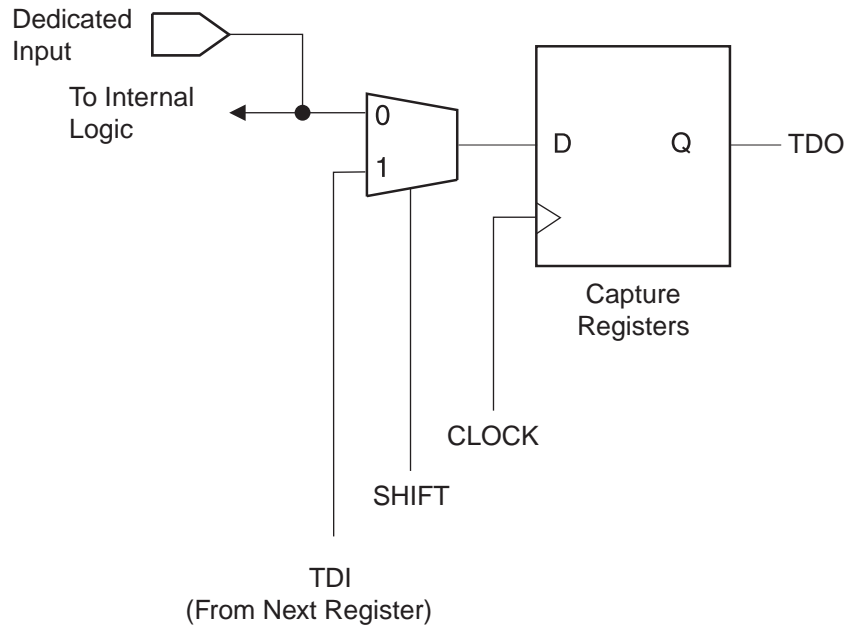 Dedicated
Input
To Internal
Logic
0
1
D
Q
TDO
Capture
Registers
CLOCK
SHIFT
TDI
(From Next Register)